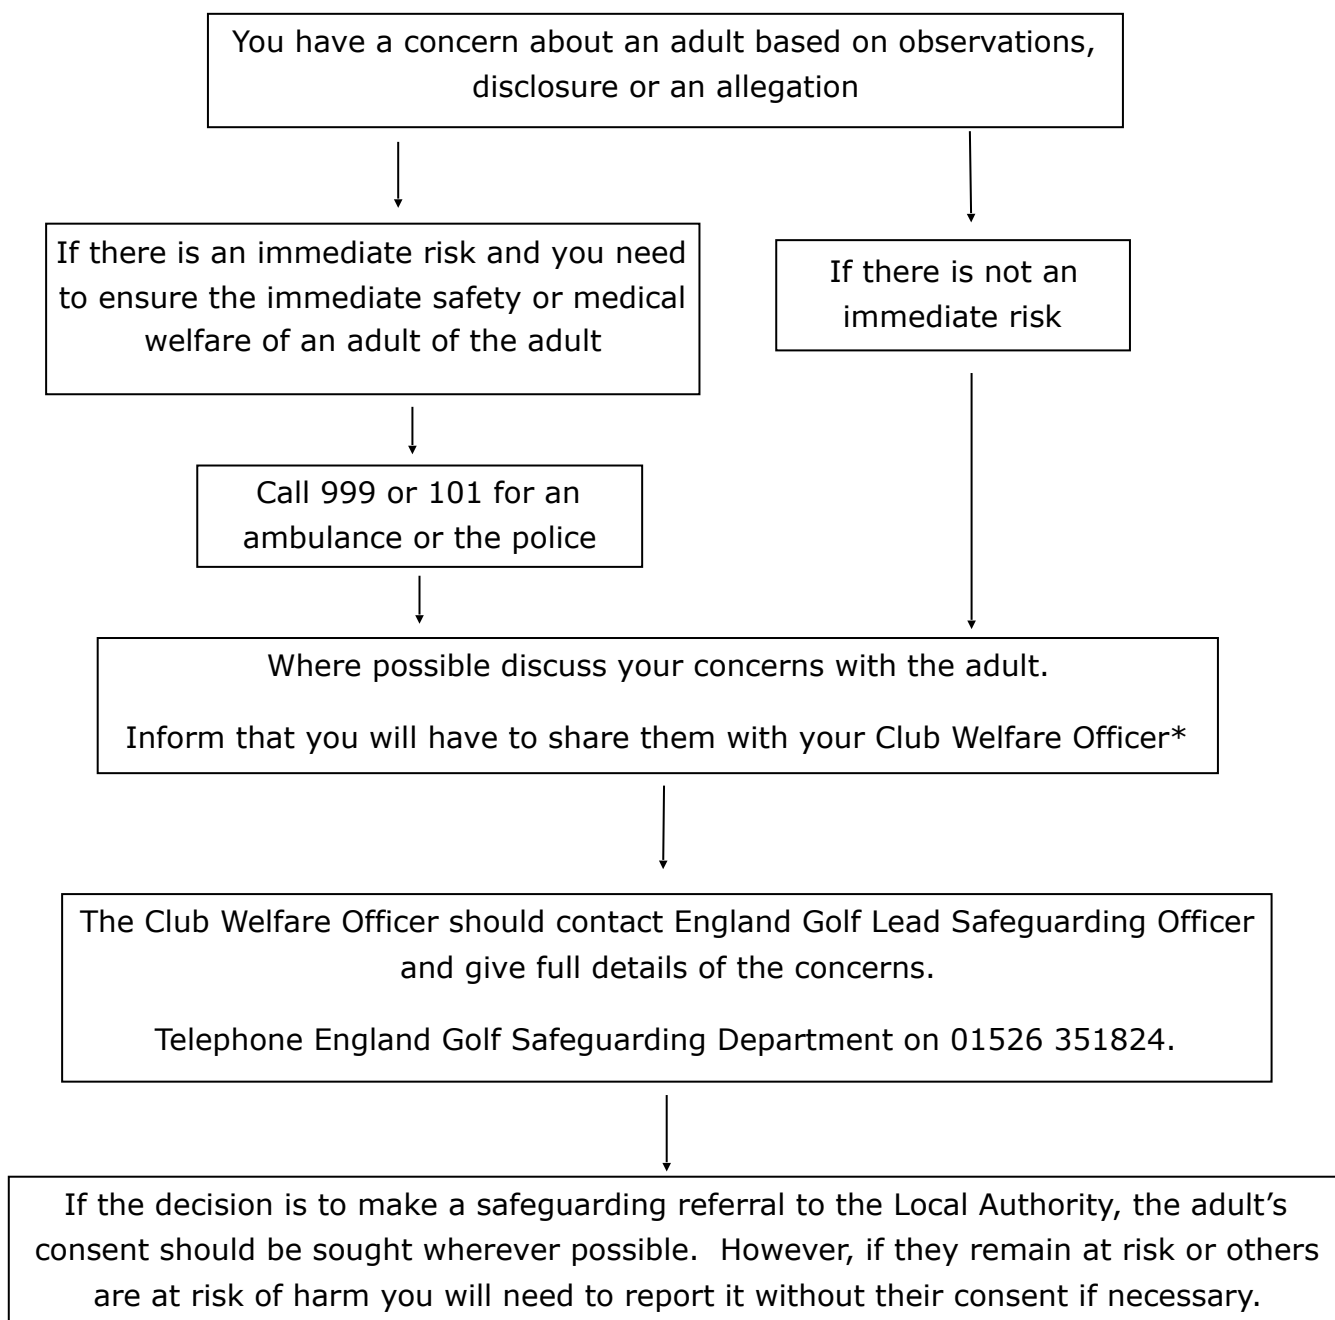 You have a concern about an adult based on observations,
disclosure or an allegation
If there is an immediate risk and you need
to ensure the immediate safety or medical
welfare of an adult of the adult
If there is not an
immediate risk
Call 999 or 101 for an
ambulance or the police
Where possible discuss your concerns with the adult.
Inform that you will have to share them with your Club Welfare Officer*
The Club Welfare Officer should contact England Golf Lead Safeguarding Officer
and give full details of the concerns.
Telephone England Golf Safeguarding Department on 01526 351824.
If the decision is to make a safeguarding referral to the Local Authority, the adult’s
consent should be sought wherever possible.  However, if they remain at risk or others
are at risk of harm you will need to report it without their consent if necessary.